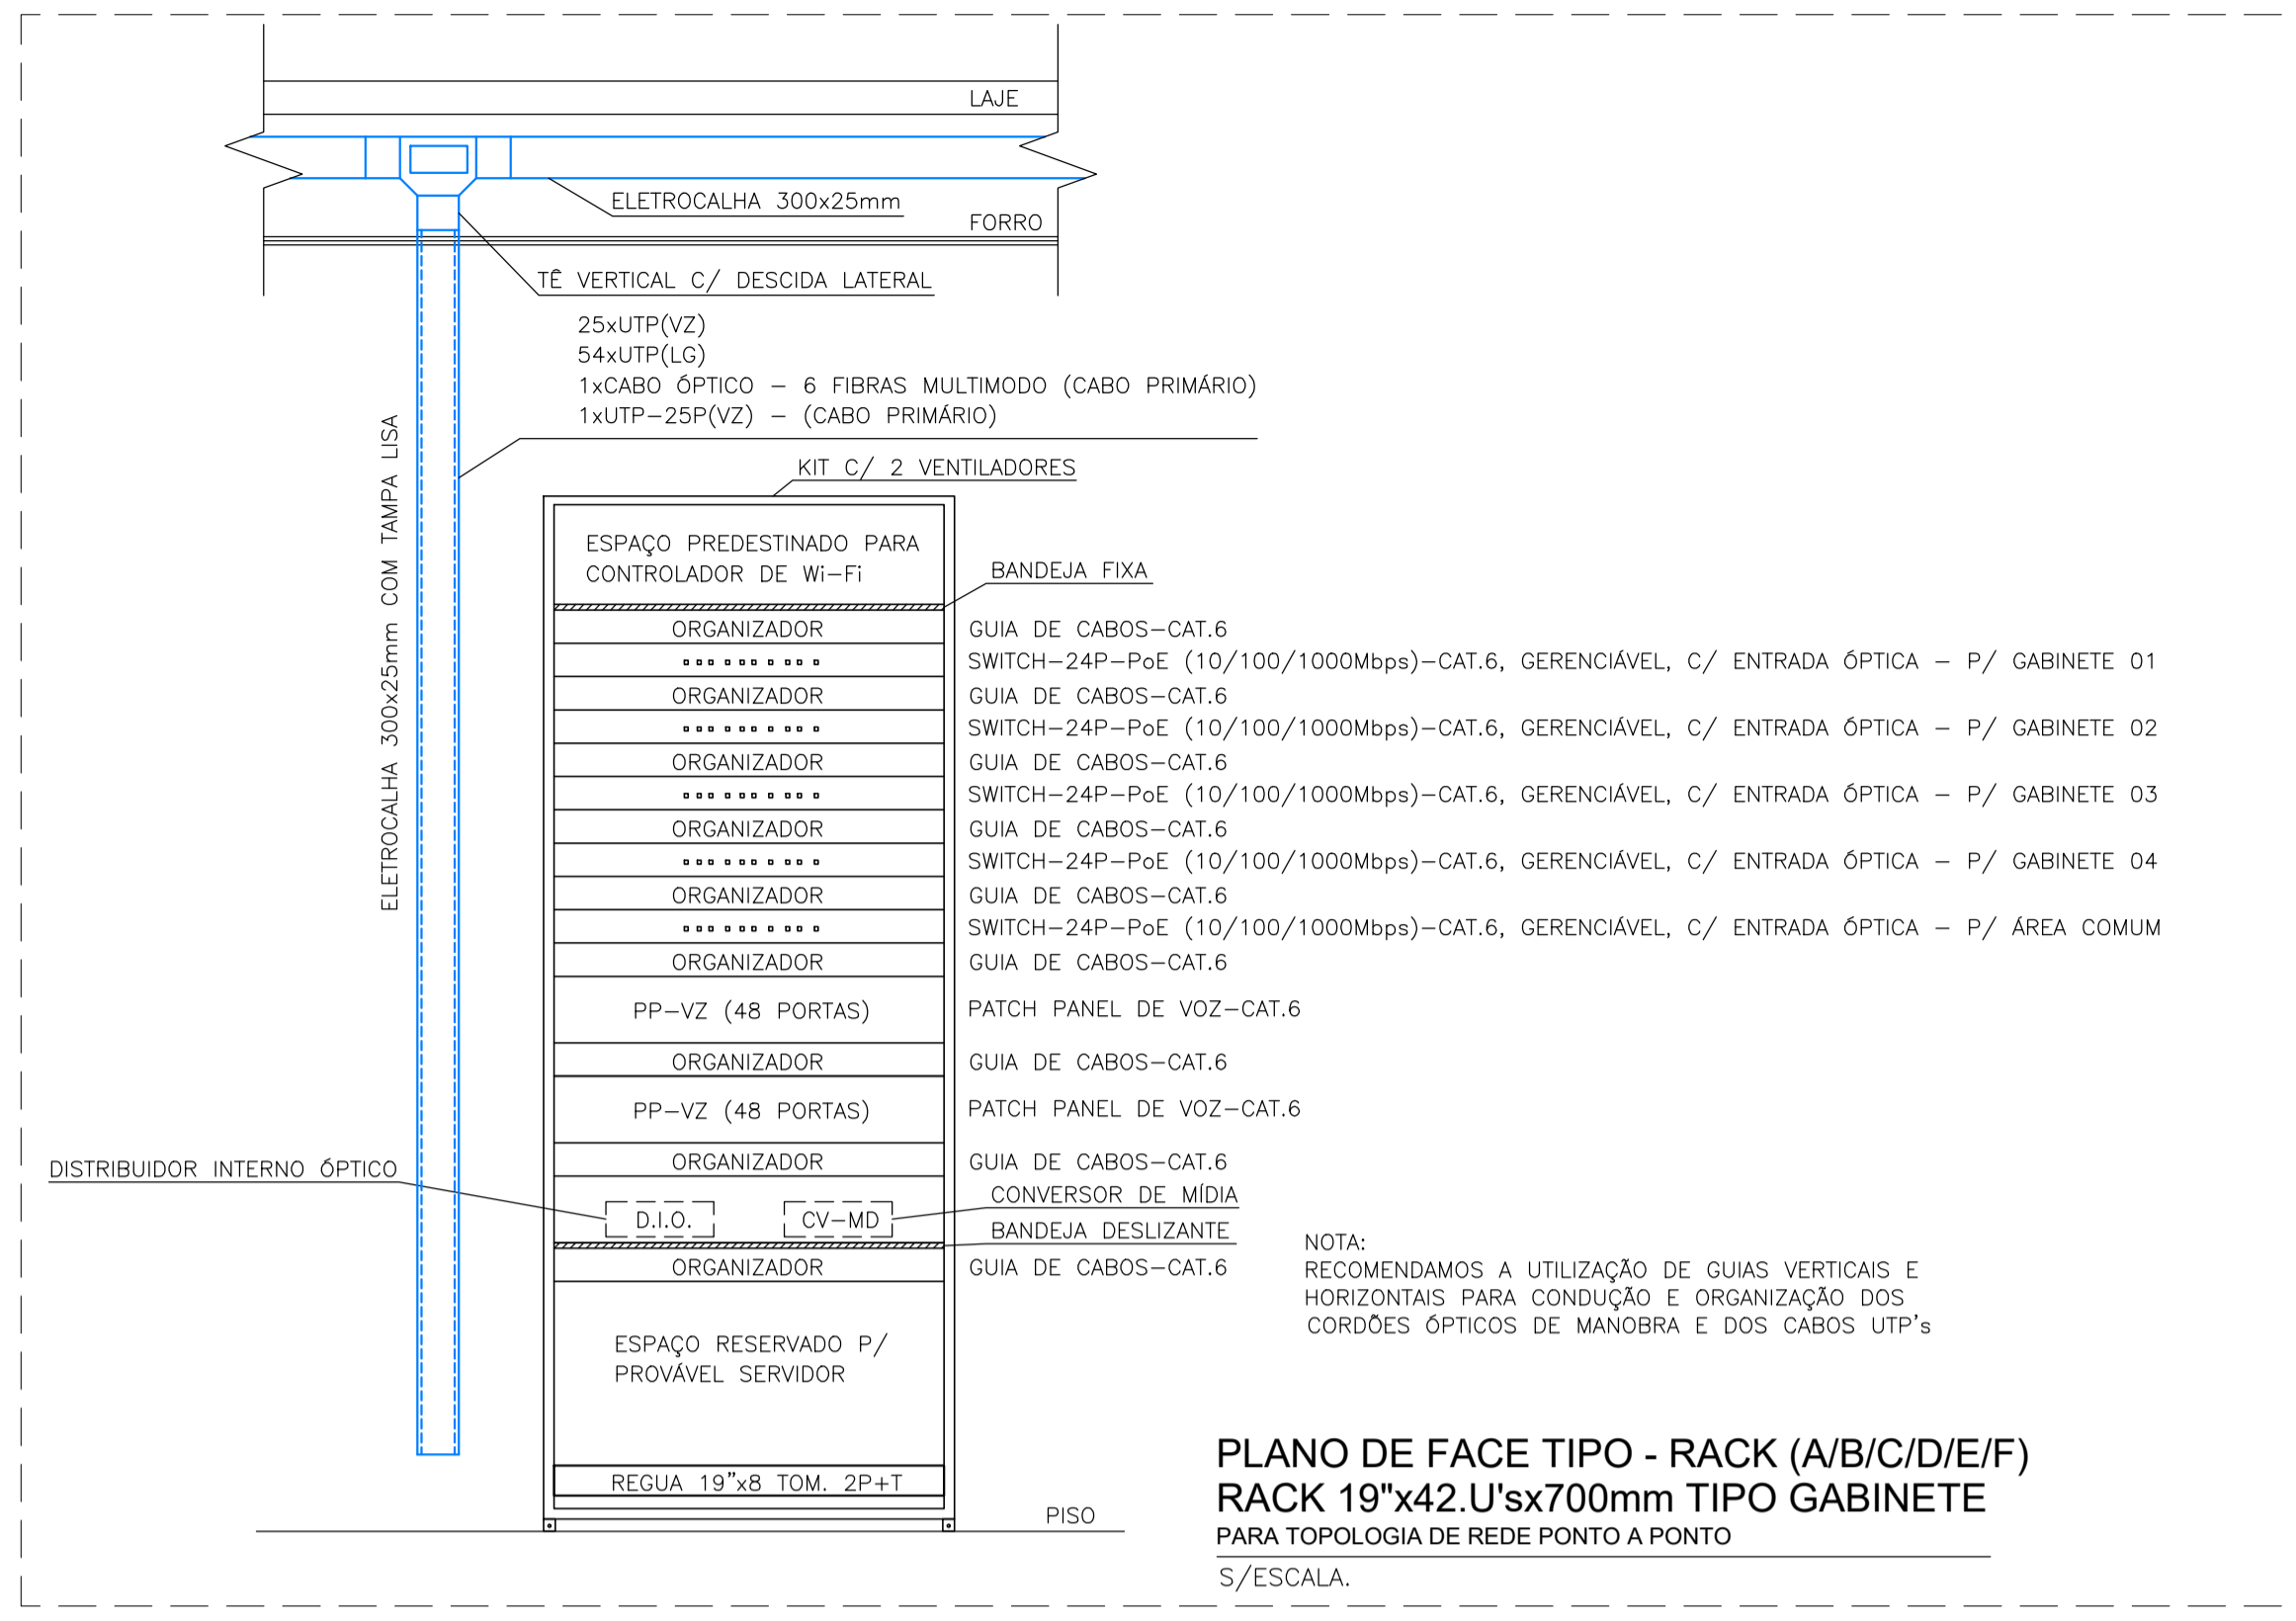 LAJE
ELETROCALHA 300x25mm
FORRO
TÊ VERTICAL C/ DESCIDA LATERAL
25xUTP(VZ)
54xUTP(LG)
1xCABO ÓPTICO – 6 FIBRAS MULTIMODO (CABO PRIMÁRIO)
1xUTP–25P(VZ) – (CABO PRIMÁRIO)
ELETROCALHA 300x25mm COM TAMPA LISA
KIT C/ 2 VENTILADORES
ESPAÇO PREDESTINADO PARA
CONTROLADOR DE Wi–Fi
BANDEJA FIXA
ORGANIZADOR GUIA DE CABOS–CAT.6
SWITCH–24P–PoE (10/100/1000Mbps)–CAT.6, GERENCIÁVEL, C/ ENTRADA ÓPTICA – P/ GABINETE 01
ORGANIZADOR GUIA DE CABOS–CAT.6
SWITCH–24P–PoE (10/100/1000Mbps)–CAT.6, GERENCIÁVEL, C/ ENTRADA ÓPTICA – P/ GABINETE 02
ORGANIZADOR GUIA DE CABOS–CAT.6
SWITCH–24P–PoE (10/100/1000Mbps)–CAT.6, GERENCIÁVEL, C/ ENTRADA ÓPTICA – P/ GABINETE 03
ORGANIZADOR GUIA DE CABOS–CAT.6
SWITCH–24P–PoE (10/100/1000Mbps)–CAT.6, GERENCIÁVEL, C/ ENTRADA ÓPTICA – P/ GABINETE 04
ORGANIZADOR GUIA DE CABOS–CAT.6
SWITCH–24P–PoE (10/100/1000Mbps)–CAT.6, GERENCIÁVEL, C/ ENTRADA ÓPTICA – P/ ÁREA COMUM
ORGANIZADOR GUIA DE CABOS–CAT.6
PP–VZ (48 PORTAS) PATCH PANEL DE VOZ–CAT.6
ORGANIZADOR GUIA DE CABOS–CAT.6
PP–VZ (48 PORTAS) PATCH PANEL DE VOZ–CAT.6
ORGANIZADOR GUIA DE CABOS–CAT.6
DISTRIBUIDOR INTERNO ÓPTICO
CONVERSOR DE MÍDIA
D.I.O. CV–MD
BANDEJA DESLIZANTE
ORGANIZADOR GUIA DE CABOS–CAT.6
NOTA:
RECOMENDAMOS A UTILIZAÇÃO DE GUIAS VERTICAIS E
HORIZONTAIS PARA CONDUÇÃO E ORGANIZAÇÃO DOS
CORDÕES ÓPTICOS DE MANOBRA E DOS CABOS UTP's
ESPAÇO RESERVADO P/
PROVÁVEL SERVIDOR
REGUA 19"x8 TOM. 2P+T
PISO
PLANO DE FACE TIPO - RACK (A/B/C/D/E/F)
RACK 19"x42.U'sx700mm TIPO GABINETE
PARA TOPOLOGIA DE REDE PONTO A PONTO
S/ESCALA.